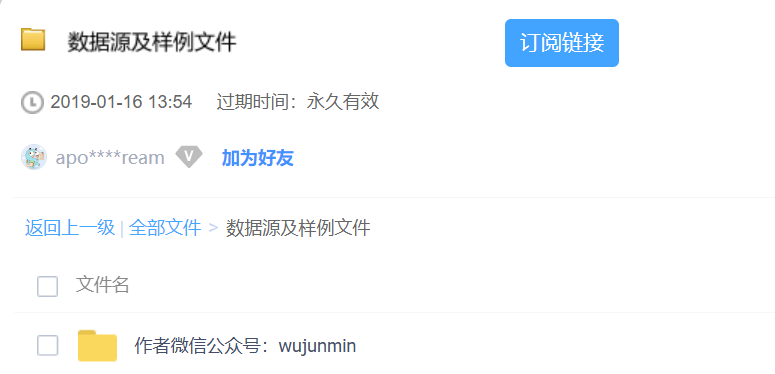 数据源及样例文件 订阅链接
2019-01-16 13:54 过期时间：永久有效
apo****ream V 加为好友
返回上一级 | 全部文件 > 数据源及样例文件
文件名
作者微信公众号：wujunmin